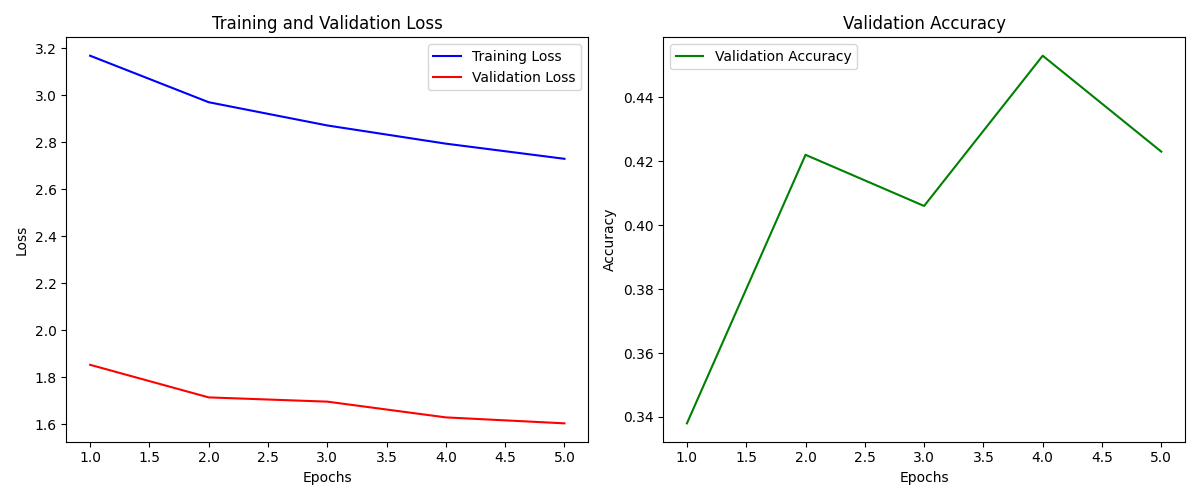 Training and Validation Loss
3.2
3.0
2.8
2.6
2.4
2.2
2.0
1.8
1.6
Loss
Training Loss
Validation Loss
1.0 1.5 2.0 2.5 3.0 3.5 4.0 4.5 5.0
Epochs
Validation Accuracy
Validation Accuracy
0.44
0.42
0.40
0.38
0.36
0.34
Accuracy
1.0 1.5 2.0 2.5 3.0 3.5 4.0 4.5 5.0
Epochs